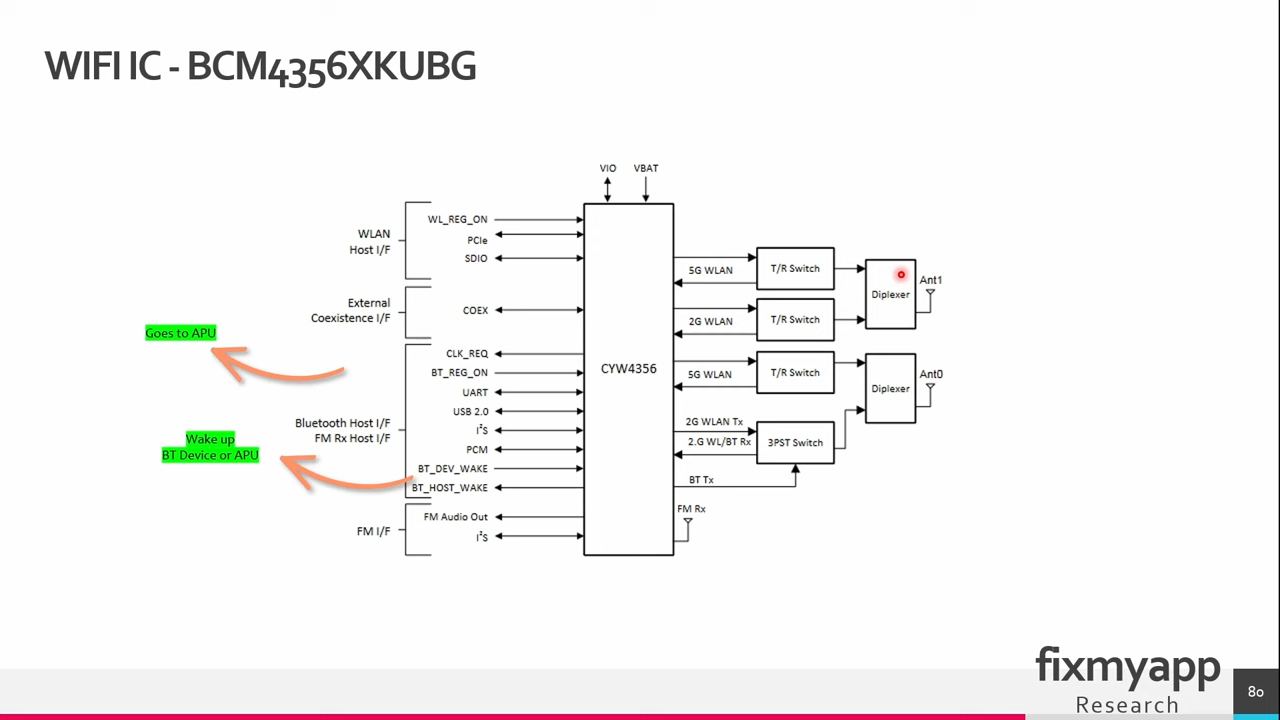 WIFI IC - BCM4356XKUBG
VIO VBAT
WLAN
Host I/F
WL_REG_ON
PCIe
SDIO
External
Coexistence I/F
COEX
Goes to APU
Bluetooth Host I/F
FM Rx Host I/F
CLK_REQ
BT_REG_ON
UART
USB 2.0
I²S
PCM
BT_DEV_WAKE
BT_HOST_WAKE
Wake up
BT Device or APU
FM I/F
FM Audio Out
I²S
CYW4356
5G WLAN
T/R Switch
2G WLAN
T/R Switch
Diplexer
Ant1
5G WLAN
T/R Switch
2G WLAN Tx
2.G WL/BT Rx
3PST Switch
BT Tx
Diplexer
Ant0
FM Rx
fixmyapp
Research
80